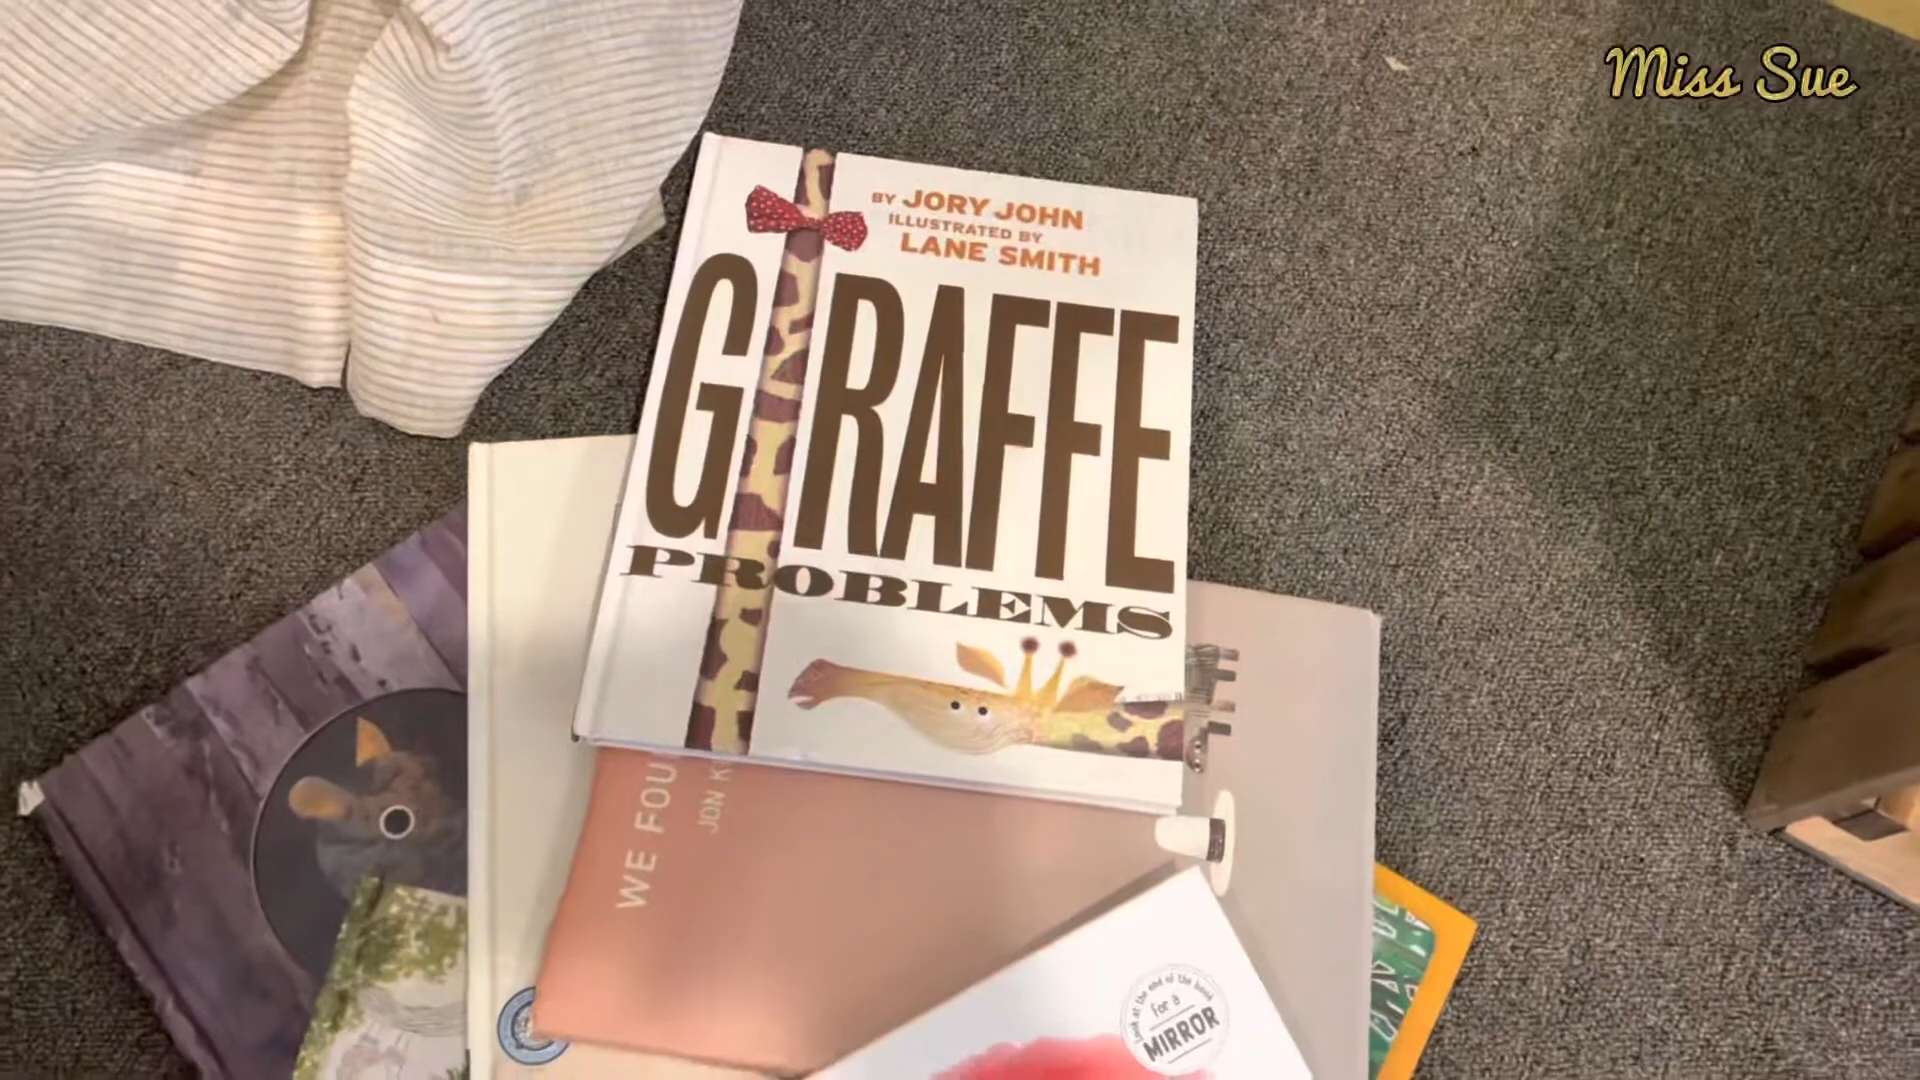 Miss Sue
BY JORY JOHN
ILLUSTRATED BY
LANE SMITH
GIRAFFE
PROBLEMS
WE FOU
JON K
Look at the end of the book
for a
MIRROR